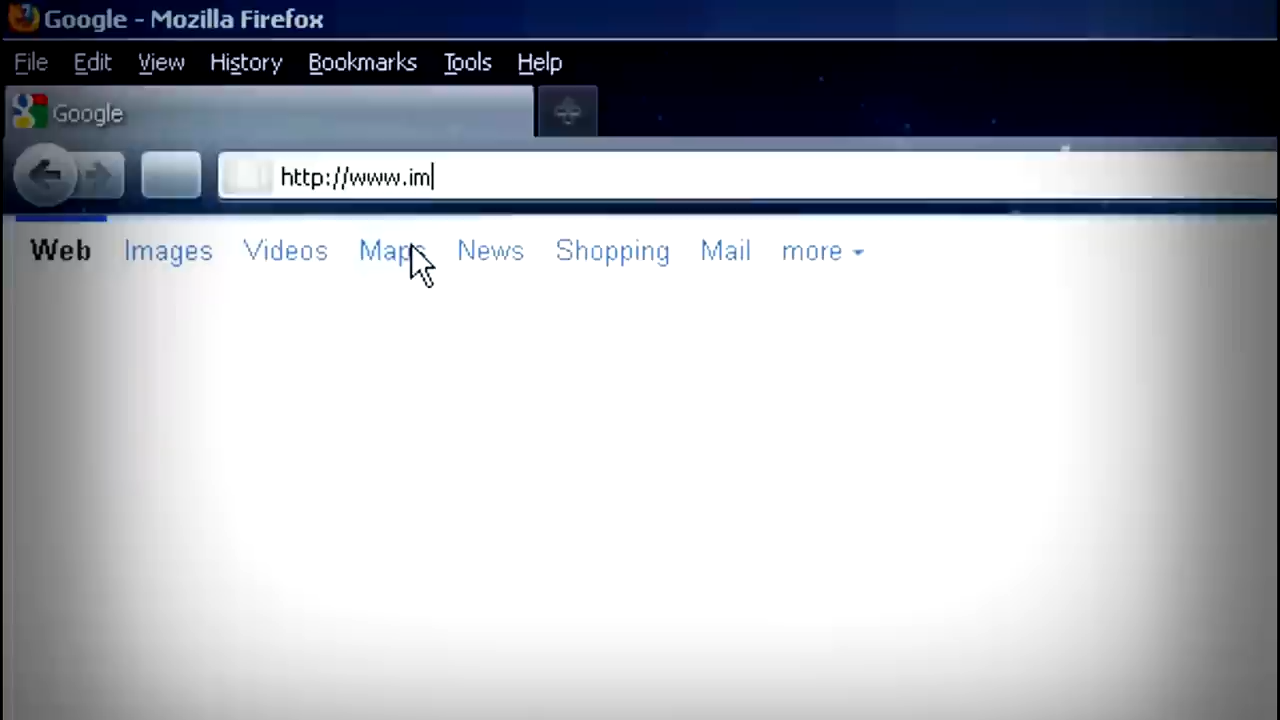 Google - Mozilla Firefox
File Edit View History Bookmarks Tools Help
Google
http://www.im
Web Images Videos Maps News Shopping Mail more